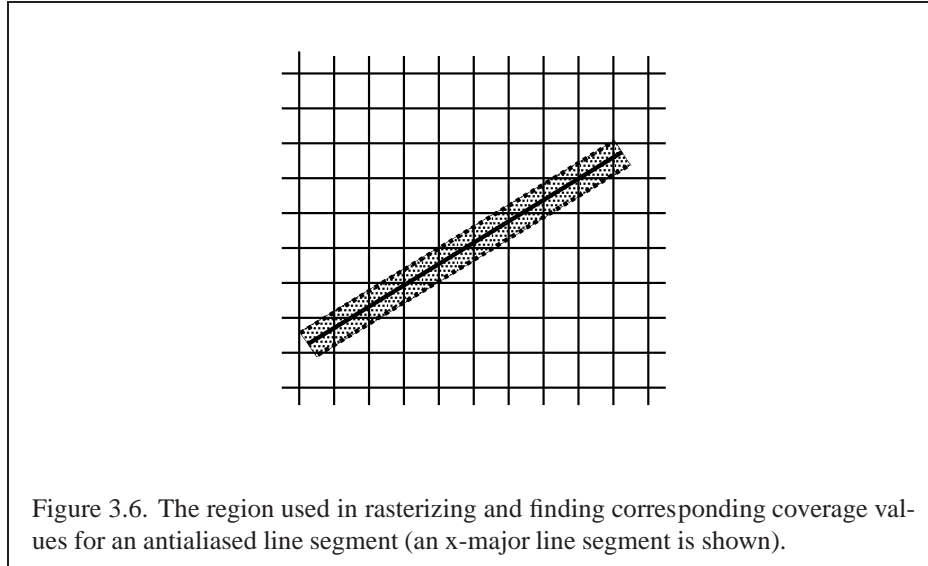 Figure 3.6. The region used in rasterizing and finding corresponding coverage val-
ues for an antialiased line segment (an x-major line segment is shown).